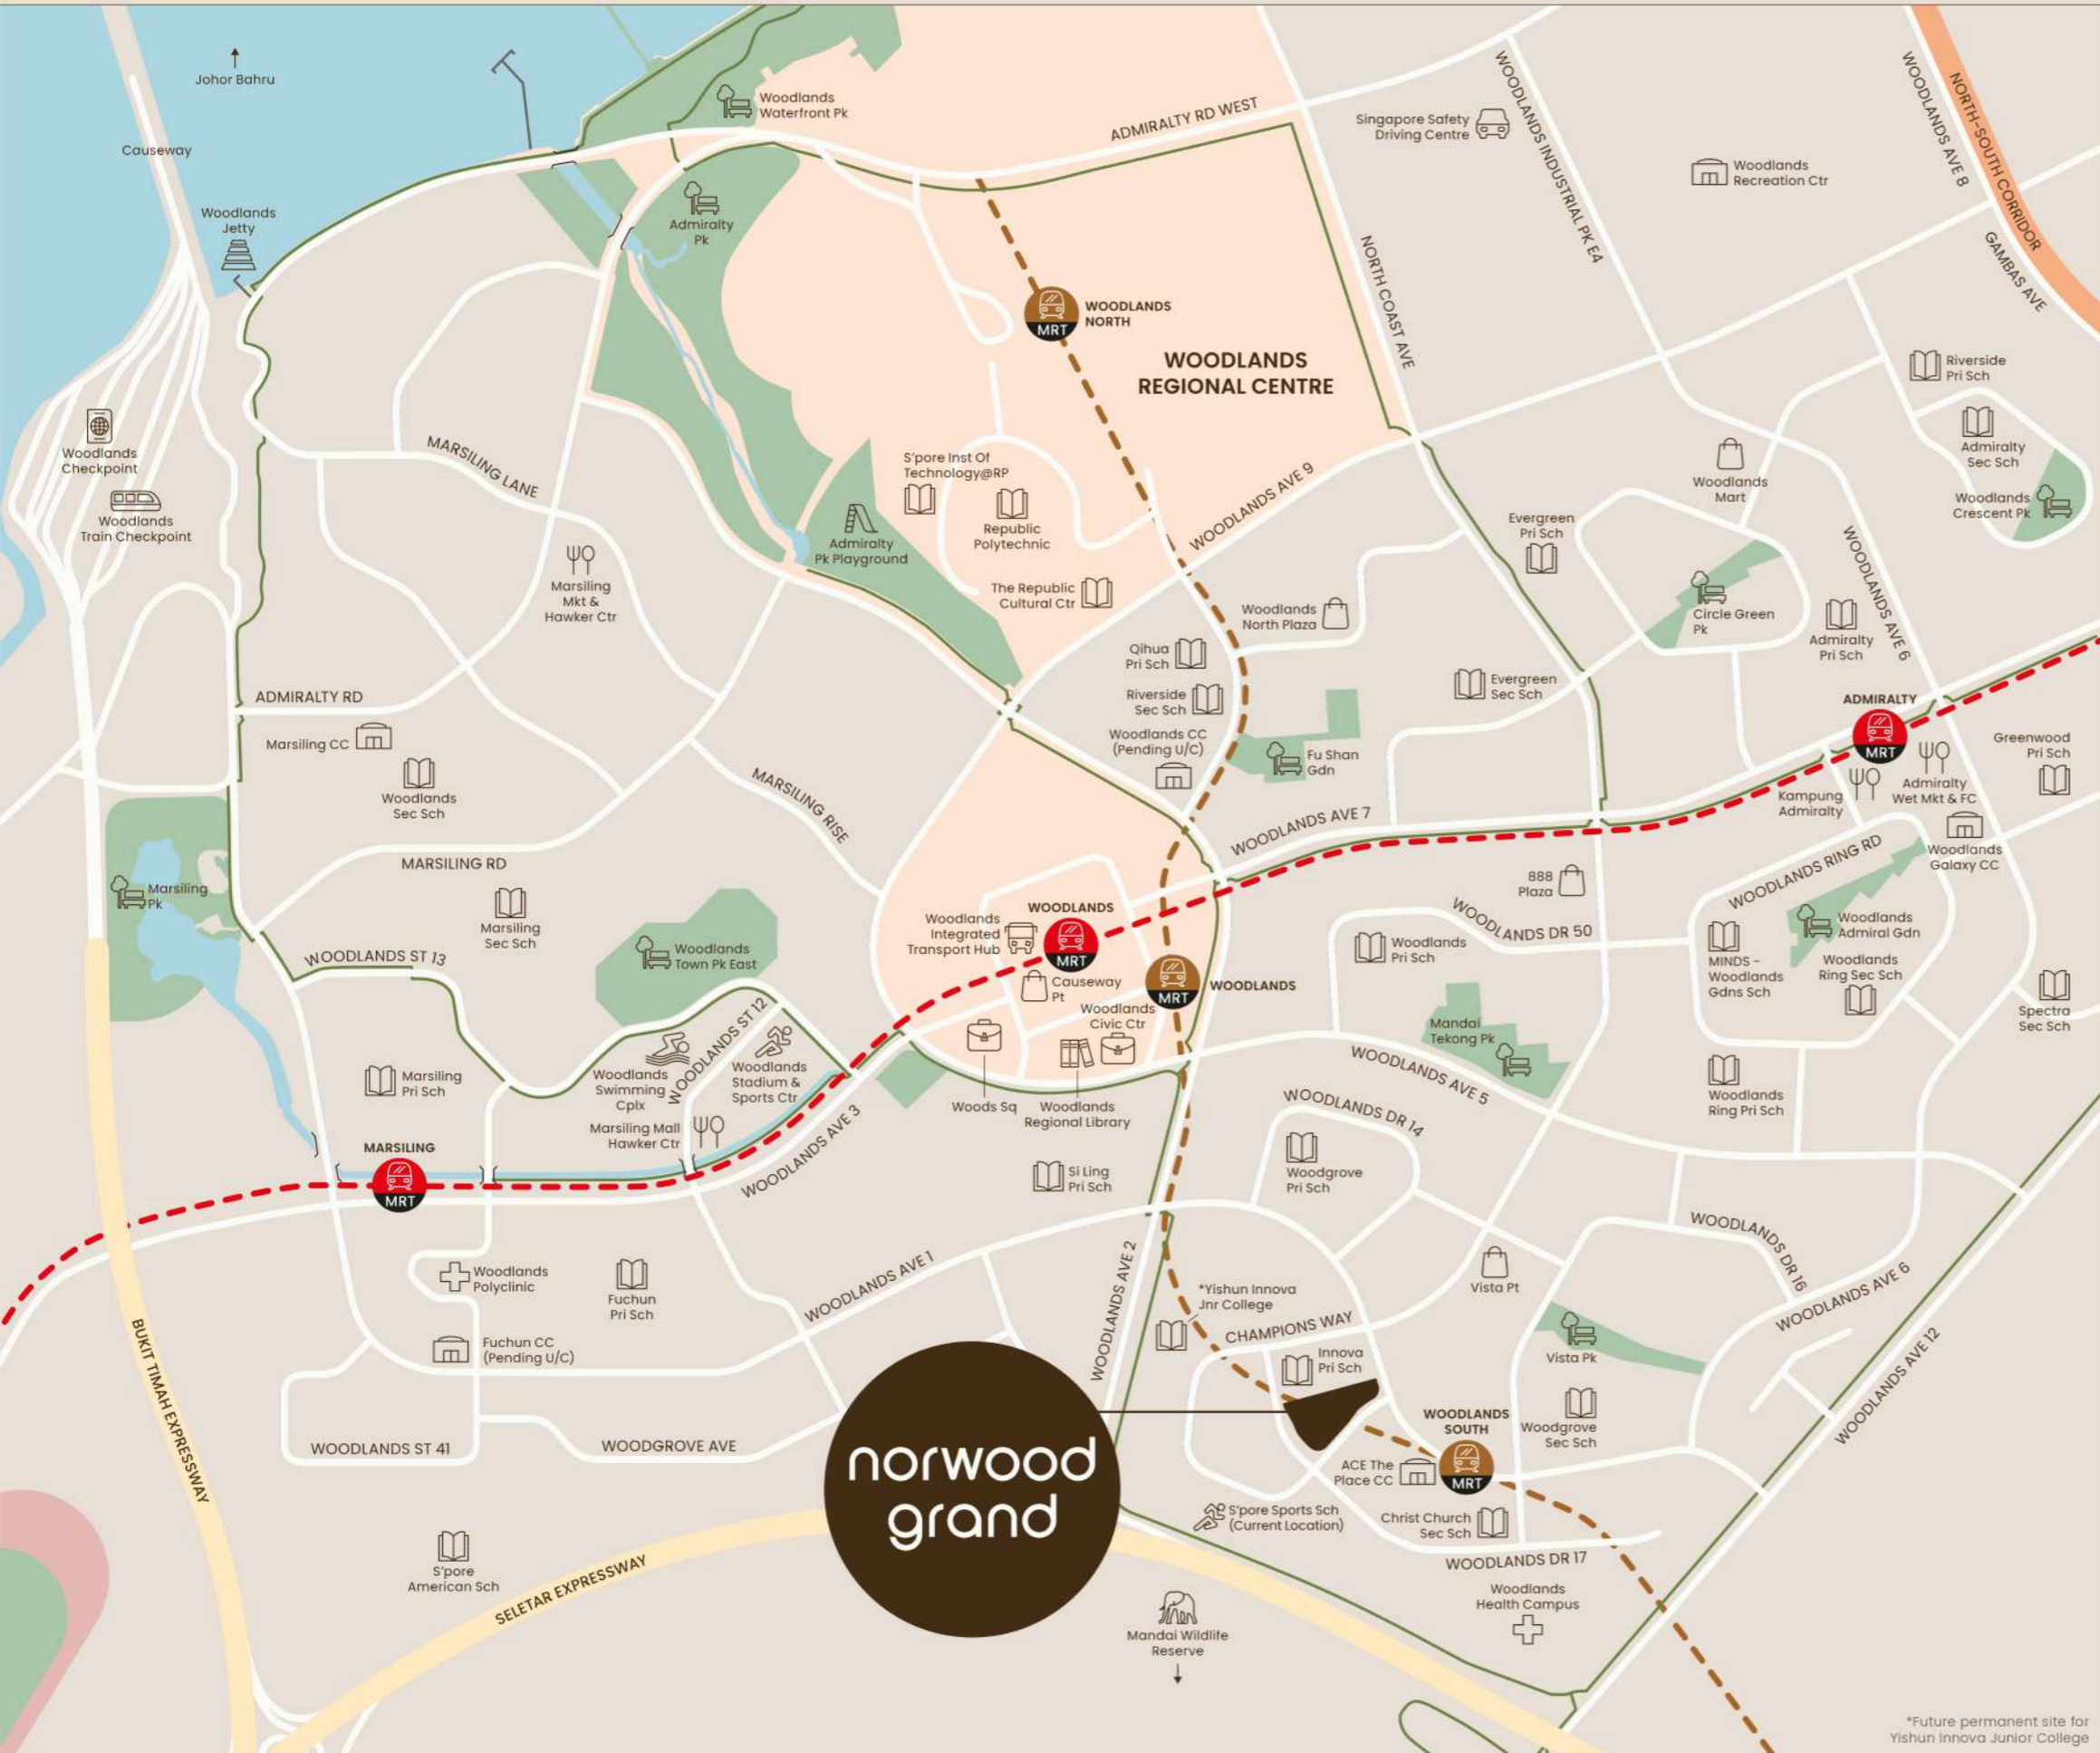 Johor Bahru
Causeway
Woodlands
Jetty
Woodlands
Waterfront Pk
Admiralty
Pk
ADMIRALTY RD WEST
Singapore Safety
Driving Centre
WOODLANDS INDUSTRIAL PK E4
Woodlands
Recreation Ctr
WOODLANDS AVE 8
NORTH-SOUTH CORRIDOR
GAMBAS AVE
NORTH COAST AVE
MRT
WOODLANDS
NORTH
WOODLANDS
REGIONAL CENTRE
Riverside
Pri Sch
Admiralty
Sec Sch
Woodlands
Crescent Pk
Woodlands
Mart
Woodlands
Checkpoint
Woodlands
Train Checkpoint
MARSILING LANE
Marsiling
Mkt &
Hawker Ctr
S'pore Inst Of
Technology@RP
Republic
Polytechnic
Admiralty
Pk Playground
The Republic
Cultural Ctr
WOODLANDS AVE 9
Evergreen
Pri Sch
Circle Green
Pk
WOODLANDS AVE 6
Admiralty
Pri Sch
Woodlands
North Plaza
Qihua
Pri Sch
Riverside
Sec Sch
Woodlands CC
(Pending U/C)
Evergreen
Sec Sch
Fu Shan
Gdn
ADMIRALTY RD
Marsiling CC
Woodlands
Sec Sch
MARSILING RISE
MARSILING RD
ADMIRALTY
MRT
Greenwood
Pri Sch
Kampung
Admiralty
Admiralty
Wet Mkt & FC
Woodlands
Galaxy CC
WOODLANDS AVE 7
WOODLANDS RING RD
Marsiling
Pk
Marsiling
Sec Sch
WOODLANDS ST 13
Woodlands
Town Pk East
Woodlands
Integrated
Transport Hub
WOODLANDS
MRT
Causeway
Pt
MRT
WOODLANDS
Woodlands
Civic Ctr
888
Plaza
WOODLANDS DR 50
Woodlands
Pri Sch
MINDS -
Woodlands
Gdns Sch
Woodlands
Admiral Gdn
Woodlands
Ring Sec Sch
Spectra
Sec Sch
Mandai
Tekong Pk
WOODLANDS AVE 5
Woodlands
Ring Pri Sch
WOODLANDS ST 12
Woodlands
Swimming
Cplx
Woodlands
Stadium &
Sports Ctr
Marsiling Mall
Hawker Ctr
WOODLANDS AVE 3
Woods Sq
Woodlands
Regional Library
Marsiling
Pri Sch
MARSILING
MRT
Si Ling
Pri Sch
WOODLANDS DR 14
Woodgrove
Pri Sch
Woodlands
Polyclinic
Fuchun
Pri Sch
Fuchun CC
(Pending U/C)
WOODLANDS AVE 1
WOODLANDS AVE 2
*Yishun Innova
Jnr College
CHAMPIONS WAY
Innova
Pri Sch
Vista Pt
Vista Pk
WOODLANDS DR 16
WOODLANDS AVE 6
WOODLANDS AVE 12
BUKIT TIMAH EXPRESSWAY
WOODLANDS ST 41
WOODGROVE AVE
norwood
grand
WOODLANDS
SOUTH
MRT
Woodgrove
Sec Sch
ACE The
Place CC
Christ Church
Sec Sch
S'pore Sports Sch
(Current Location)
WOODLANDS DR 17
Woodlands
Health Campus
S'pore
American Sch
SELETAR EXPRESSWAY
Mandai Wildlife
Reserve
*Future permanent site for
Yishun Innova Junior College